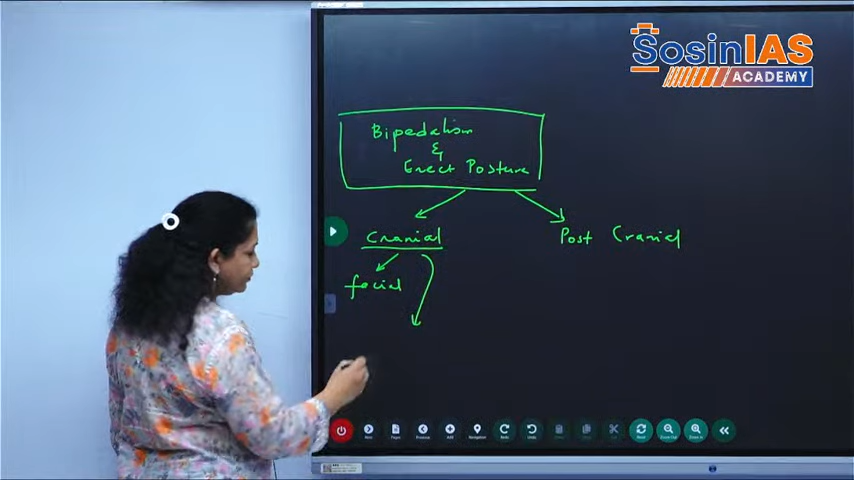 SosinIAS
ACADEMY
Bipedalism
&
Erect Posture
Cranial
Post Cranial
facial